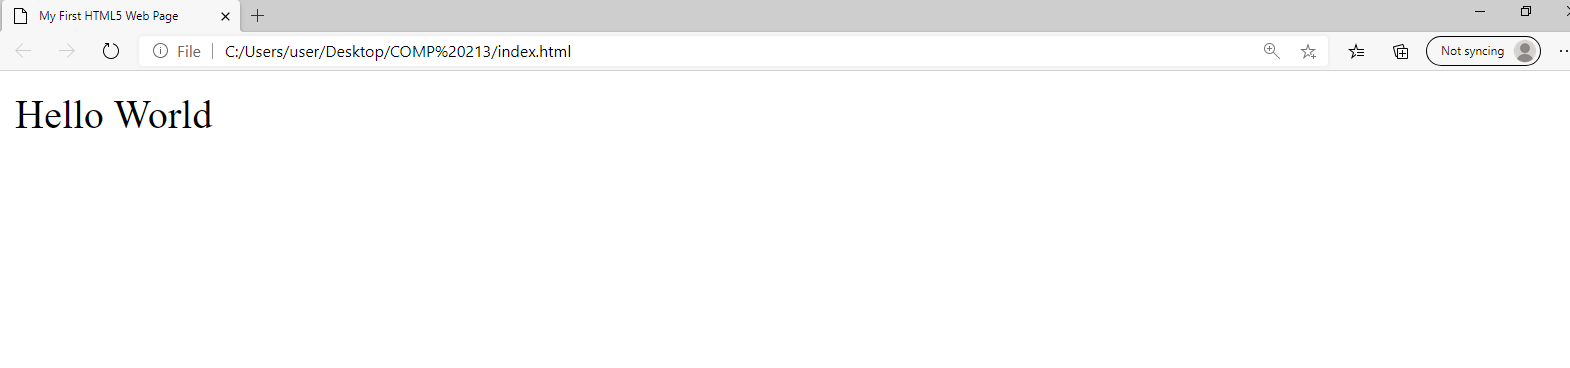 My First HTML5 Web Page
File C:/Users/user/Desktop/COMP%20213/index.html Not syncing
Hello World